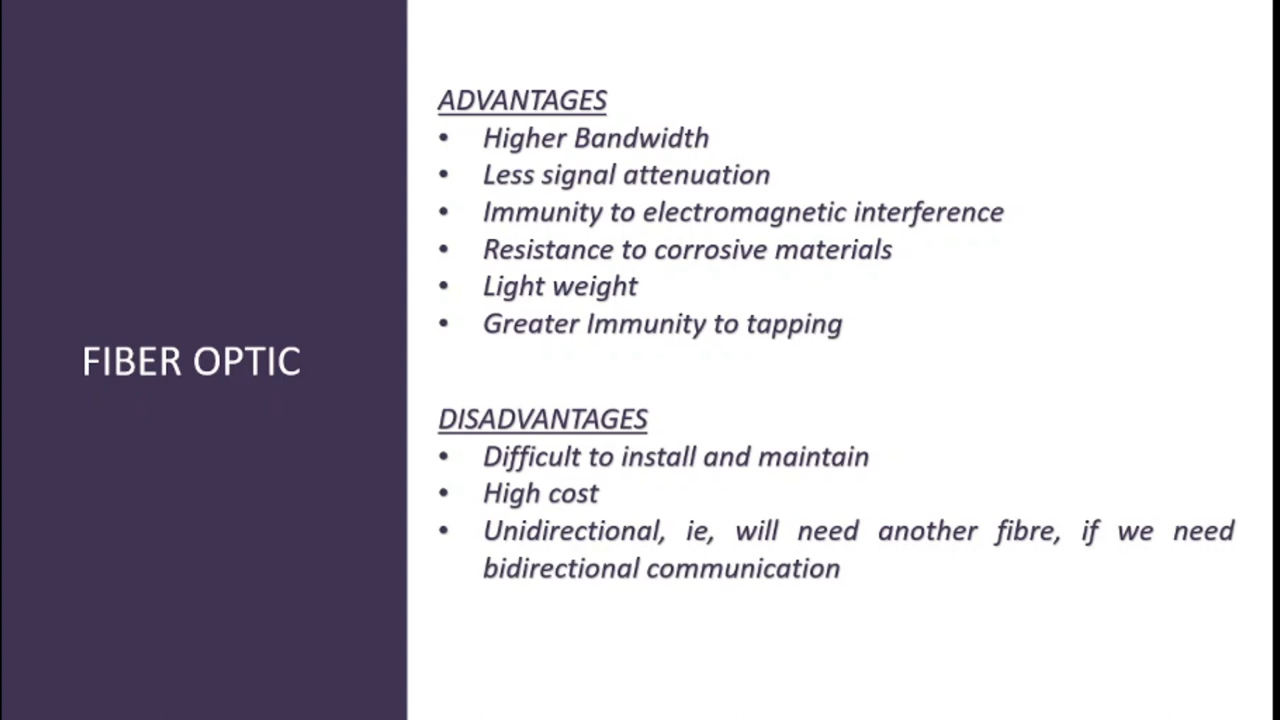 FIBER OPTIC
ADVANTAGES
• Higher Bandwidth
• Less signal attenuation
• Immunity to electromagnetic interference
• Resistance to corrosive materials
• Light weight
• Greater Immunity to tapping
DISADVANTAGES
• Difficult to install and maintain
• High cost
• Unidirectional, ie, will need another fibre, if we need
bidirectional communication